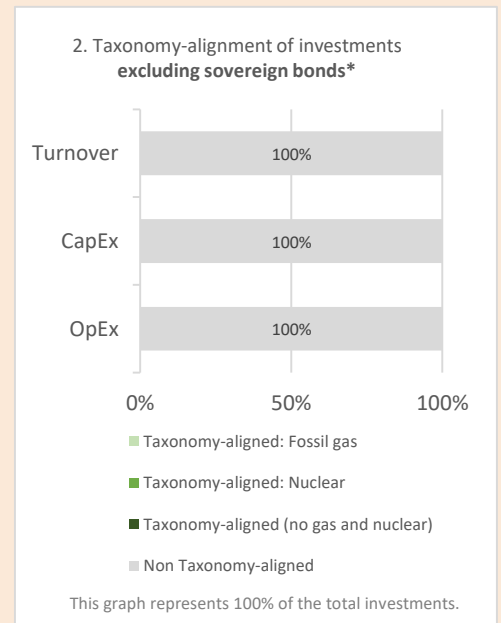 2. Taxonomy-alignment of investments
excluding sovereign bonds*
Turnover
100%
CapEx
100%
OpEx
100%
0%
50%
100%
Taxonomy-aligned: Fossil gas
Taxonomy-aligned: Nuclear
Taxonomy-aligned (no gas and nuclear)
Non Taxonomy-aligned
This graph represents 100% of the total investments.